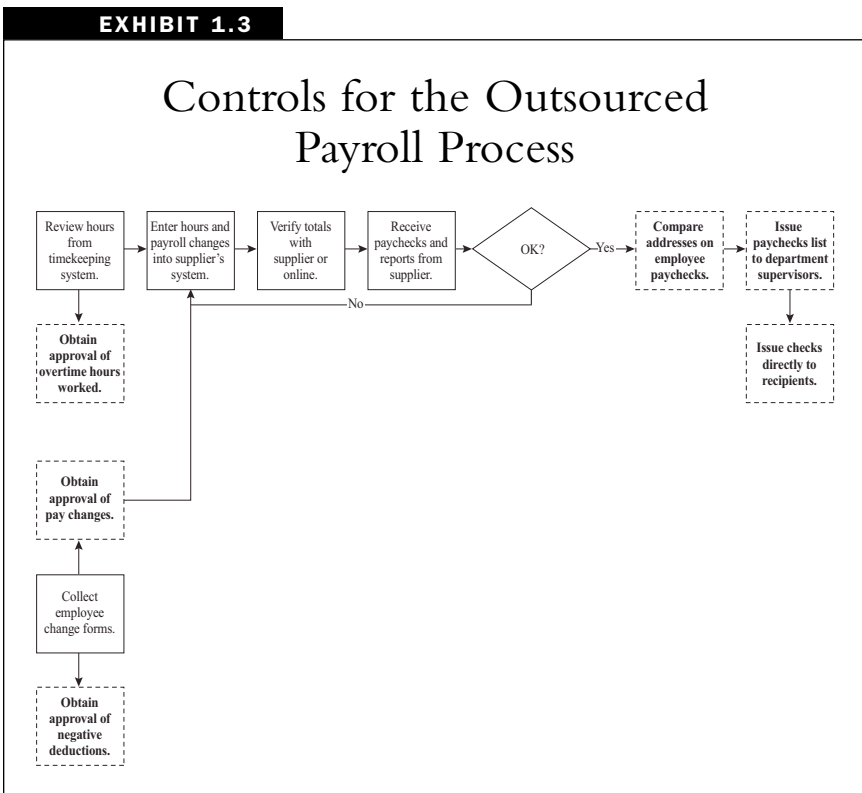 EXHIBIT 1.3
Controls for the Outsourced
Payroll Process
Review hours
from
timekeeping
system.
Enter hours and
payroll changes
into supplier's
system.
Verify totals
with
supplier or
online.
Receive
paychecks and
reports from
supplier.
OK?
Yes
Compare
addresses on
employee
paychecks.
Issue
paychecks list
to department
supervisors.
No
Obtain
approval of
overtime hours
worked.
Issue checks
directly to
recipients.
Obtain
approval of
pay changes.
Collect
employee
change forms.
Obtain
approval of
negative
deductions.